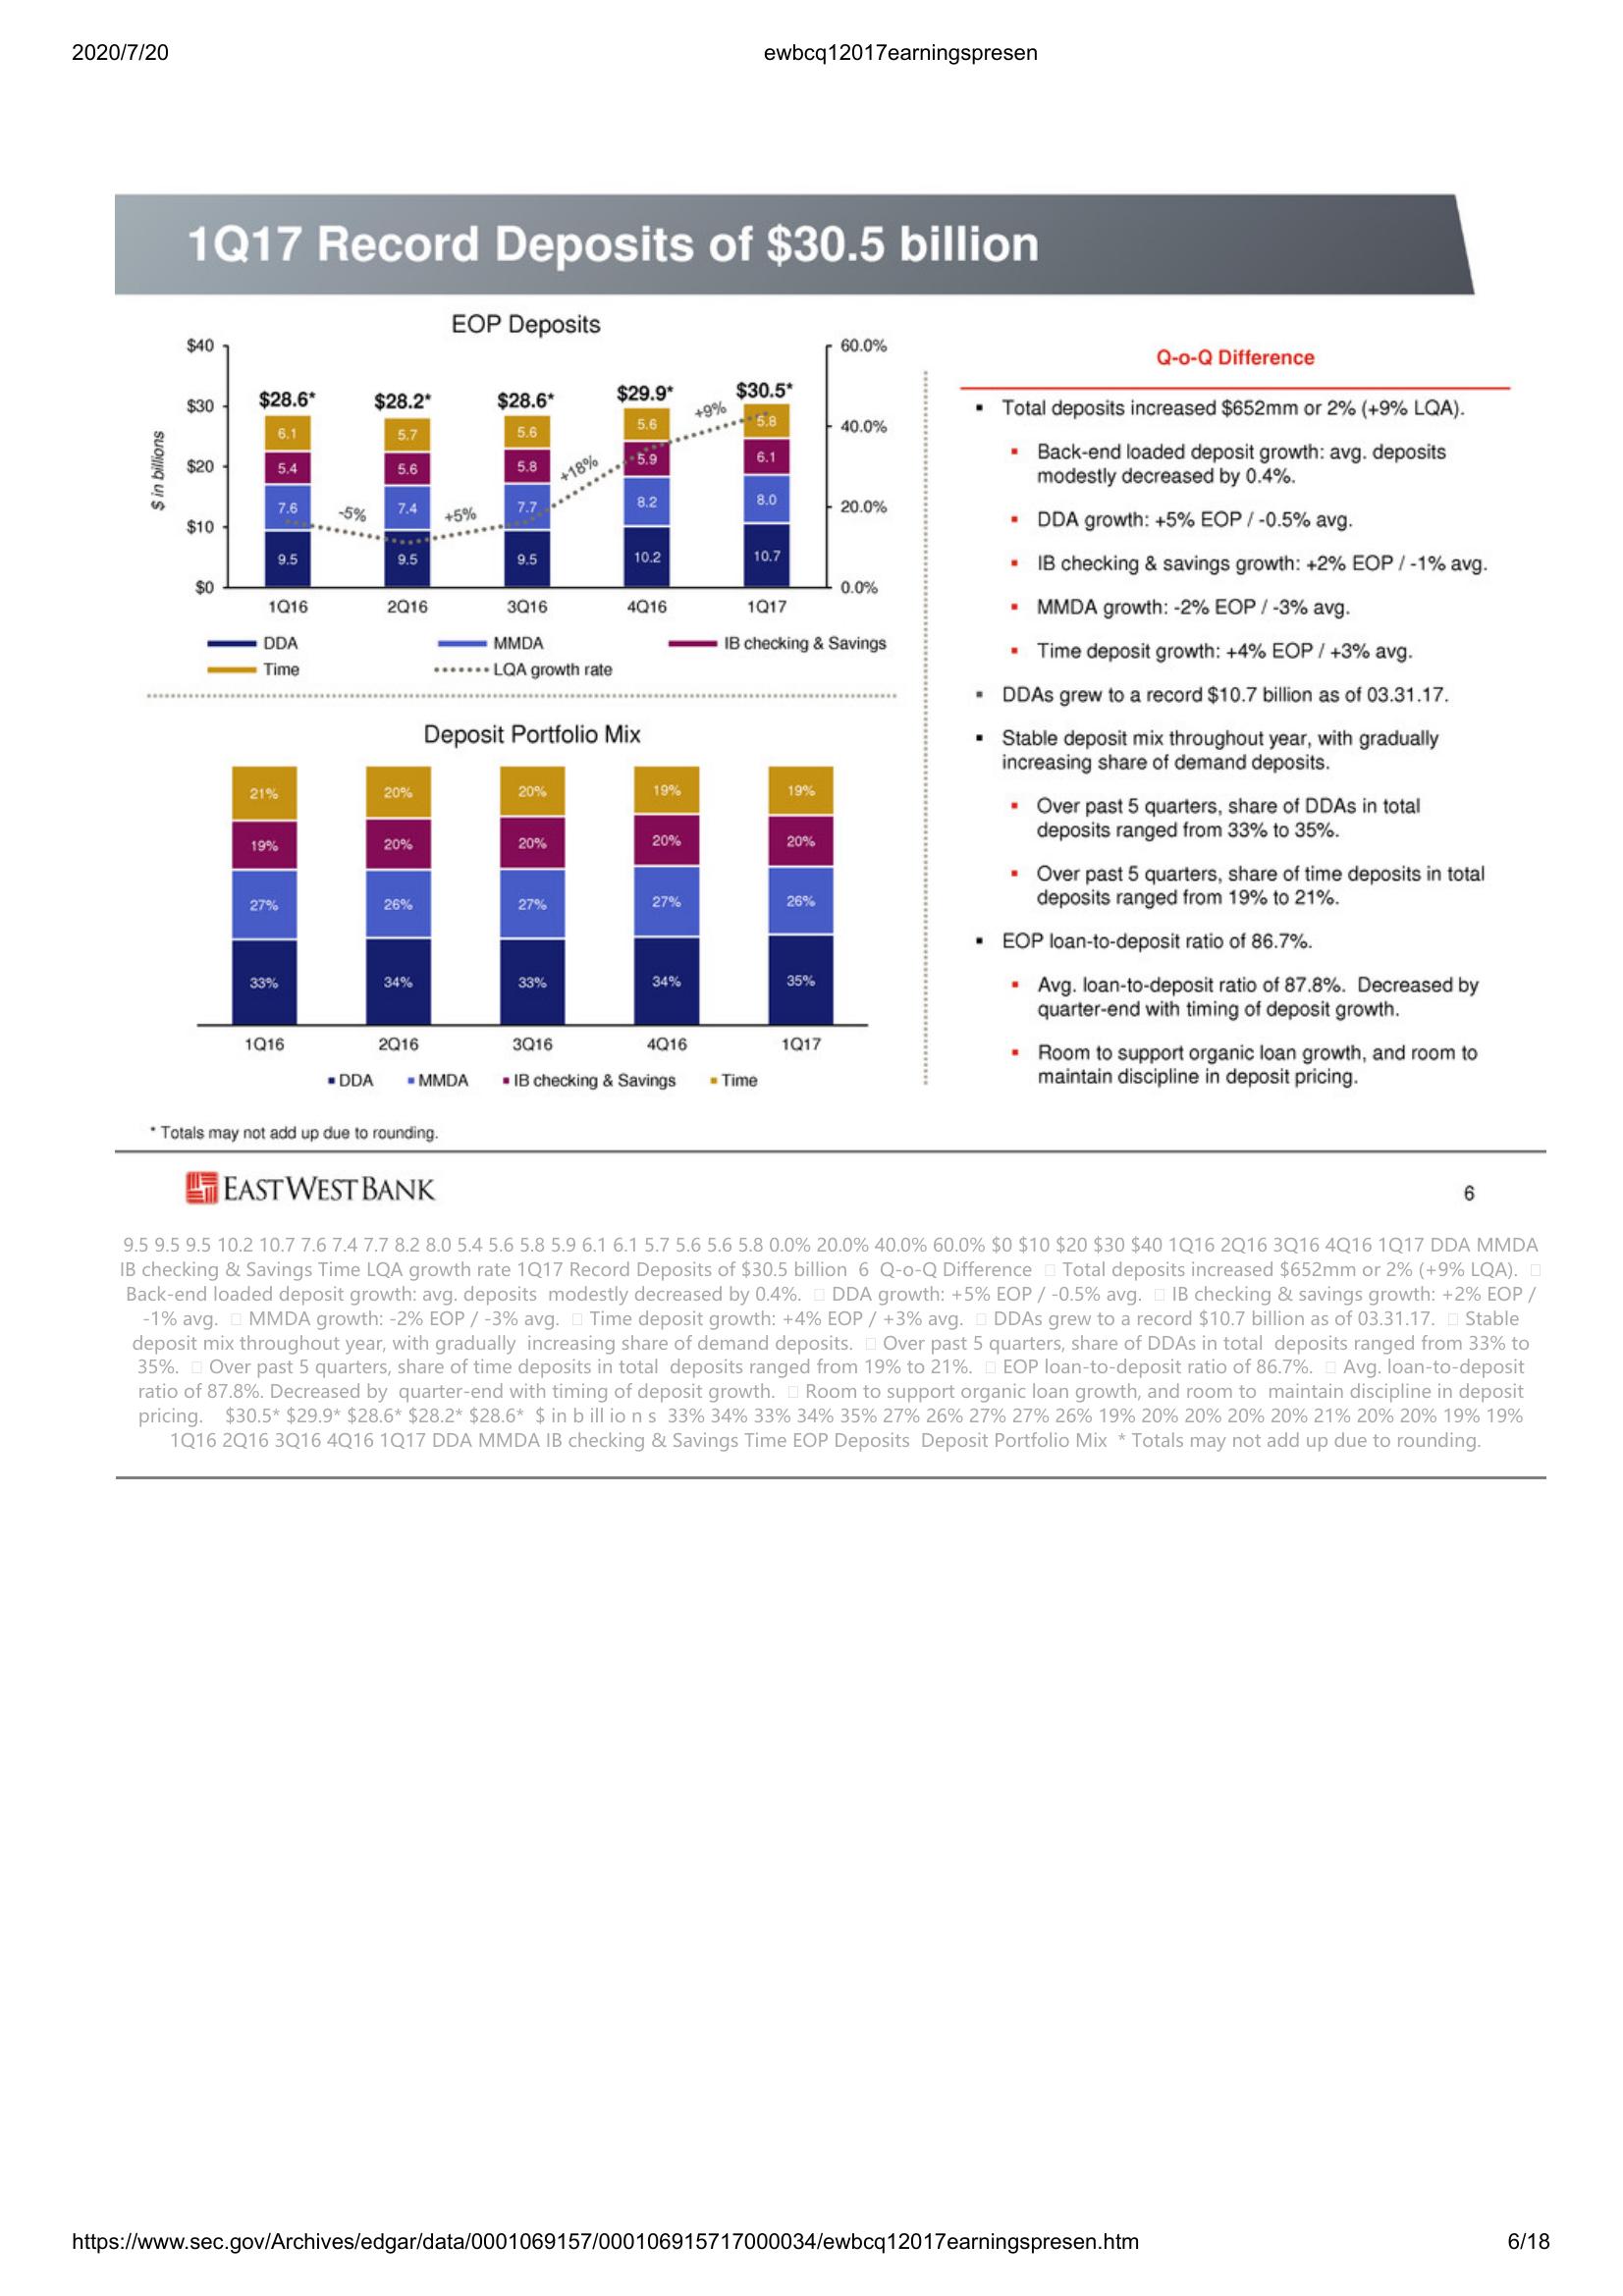 2020/7/20
ewbcq12017earningspresen
1Q17 Record Deposits of $30.5 billion
EOP Deposits
$40
$30
$20
$10
$0
$ in billions
60.0%
40.0%
20.0%
0.0%
$28.6*
$28.2*
$28.6*
$29.9*
$30.5*
6.1
5.7
5.6
5.6
5.8
5.4
5.6
5.8
5.9
6.1
7.6
7.4
7.7
8.2
8.0
9.5
9.5
9.5
10.2
10.7
-5%
+5%
+18%
+9%
1Q16
2Q16
3Q16
4Q16
1Q17
DDA
MMDA
IB checking & Savings
Time
LQA growth rate
Deposit Portfolio Mix
21%
20%
20%
19%
19%
19%
20%
20%
20%
20%
27%
26%
27%
27%
26%
33%
34%
33%
34%
35%
1Q16
2Q16
3Q16
4Q16
1Q17
DDA
MMDA
IB checking & Savings
Time
Q-o-Q Difference
▪ Total deposits increased $652mm or 2% (+9% LQA).
▪ Back-end loaded deposit growth: avg. deposits
modestly decreased by 0.4%.
▪ DDA growth: +5% EOP / -0.5% avg.
▪ IB checking & savings growth: +2% EOP / -1% avg.
▪ MMDA growth: -2% EOP / -3% avg.
▪ Time deposit growth: +4% EOP / +3% avg.
▪ DDAs grew to a record $10.7 billion as of 03.31.17.
▪ Stable deposit mix throughout year, with gradually
increasing share of demand deposits.
▪ Over past 5 quarters, share of DDAs in total
deposits ranged from 33% to 35%.
▪ Over past 5 quarters, share of time deposits in total
deposits ranged from 19% to 21%.
▪ EOP loan-to-deposit ratio of 86.7%.
▪ Avg. loan-to-deposit ratio of 87.8%. Decreased by
quarter-end with timing of deposit growth.
▪ Room to support organic loan growth, and room to
maintain discipline in deposit pricing.
* Totals may not add up due to rounding.
EASTWESTBANK
6
9.5 9.5 9.5 10.2 10.7 7.6 7.4 7.7 8.2 8.0 5.4 5.6 5.8 5.9 6.1 6.1 5.7 5.6 5.6 5.8 0.0% 20.0% 40.0% 60.0% $0 $10 $20 $30 $40 1Q16 2Q16 3Q16 4Q16 1Q17 DDA MMDA
IB checking & Savings Time LQA growth rate 1Q17 Record Deposits of $30.5 billion 6 Q-o-Q Difference  Total deposits increased $652mm or 2% (+9% LQA). 
Back-end loaded deposit growth: avg. deposits modestly decreased by 0.4%.  DDA growth: +5% EOP / -0.5% avg.  IB checking & savings growth: +2% EOP /
-1% avg.  MMDA growth: -2% EOP / -3% avg.  Time deposit growth: +4% EOP / +3% avg.  DDAs grew to a record $10.7 billion as of 03.31.17.  Stable
deposit mix throughout year, with gradually increasing share of demand deposits.  Over past 5 quarters, share of DDAs in total deposits ranged from 33% to
35%.  Over past 5 quarters, share of time deposits in total deposits ranged from 19% to 21%.  EOP loan-to-deposit ratio of 86.7%.  Avg. loan-to-deposit
ratio of 87.8%. Decreased by quarter-end with timing of deposit growth.  Room to support organic loan growth, and room to maintain discipline in deposit
pricing. $30.5* $29.9* $28.6* $28.2* $28.6* $ in b ill io n s 33% 34% 33% 34% 35% 27% 26% 27% 27% 26% 19% 20% 20% 20% 20% 21% 20% 20% 19% 19%
1Q16 2Q16 3Q16 4Q16 1Q17 DDA MMDA IB checking & Savings Time EOP Deposits Deposit Portfolio Mix * Totals may not add up due to rounding.
https://www.sec.gov/Archives/edgar/data/0001069157/000106915717000034/ewbcq12017earningspresen.htm
6/18